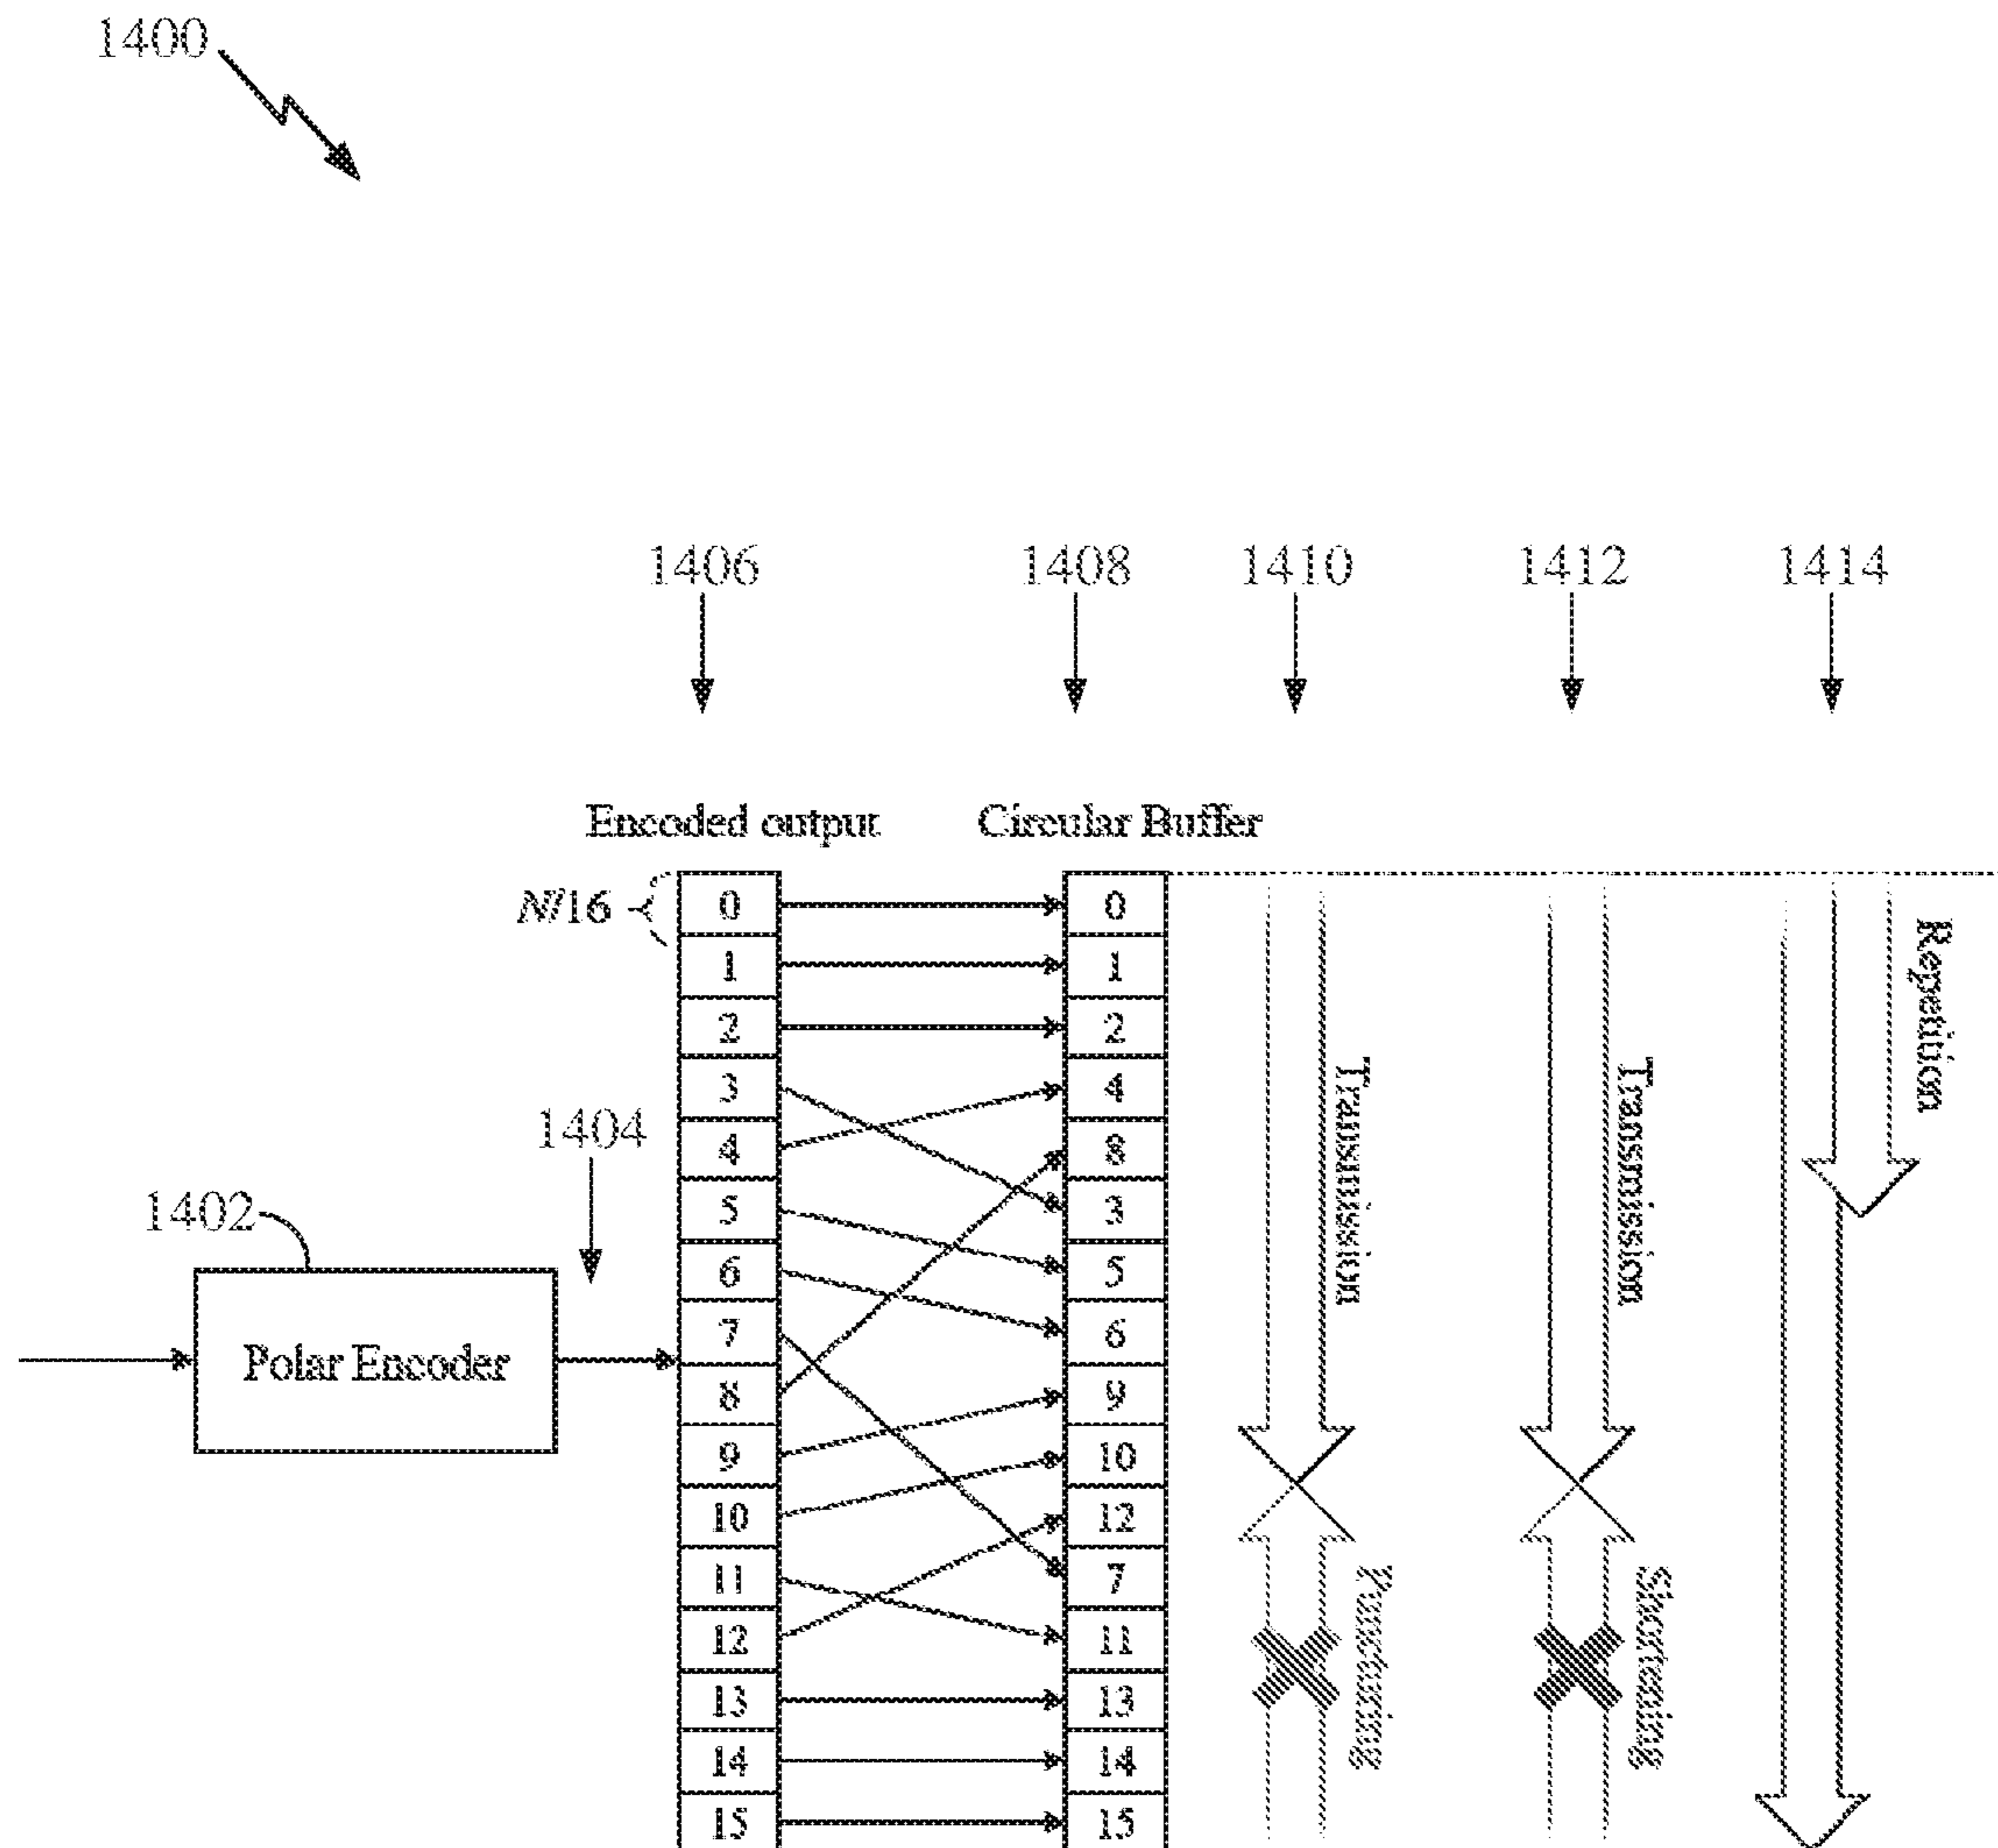 1400
1406 1408 1410 1412 1414
Encoded output Circular Buffer
N/16
0 0
1 1
2 2
3 4
4 8
5 3
6 5
7 6
8 9
9 10
10 12
11 7
12 11
13 13
14 14
15 15
1404
1402
Polar Encoder
Transmission
Puncturing
Transmission
Shortening
Repetition